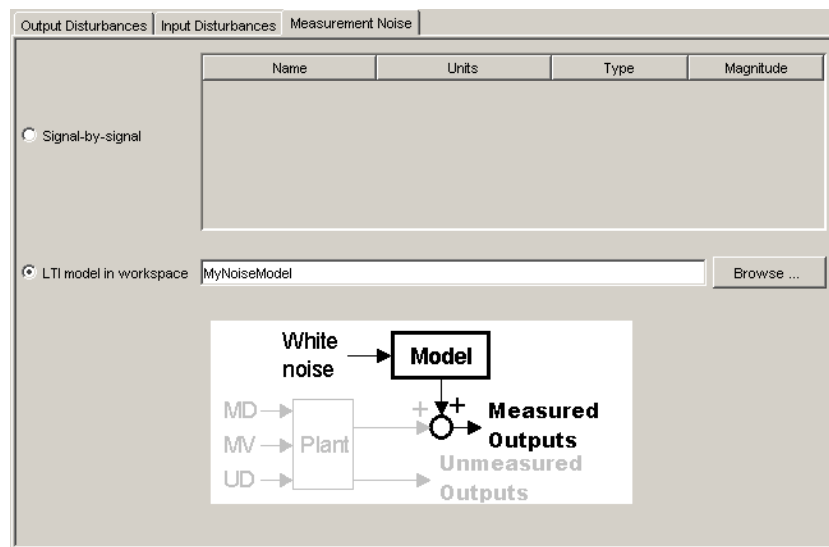 Output Disturbances Input Disturbances Measurement Noise
Name Units Type Magnitude
Signal-by-signal
LTI model in workspace MyNoiseModel Browse ...
White
noise
Model
MD
MV
UD
Plant
+ +
Measured
Outputs
Unmeasured
Outputs